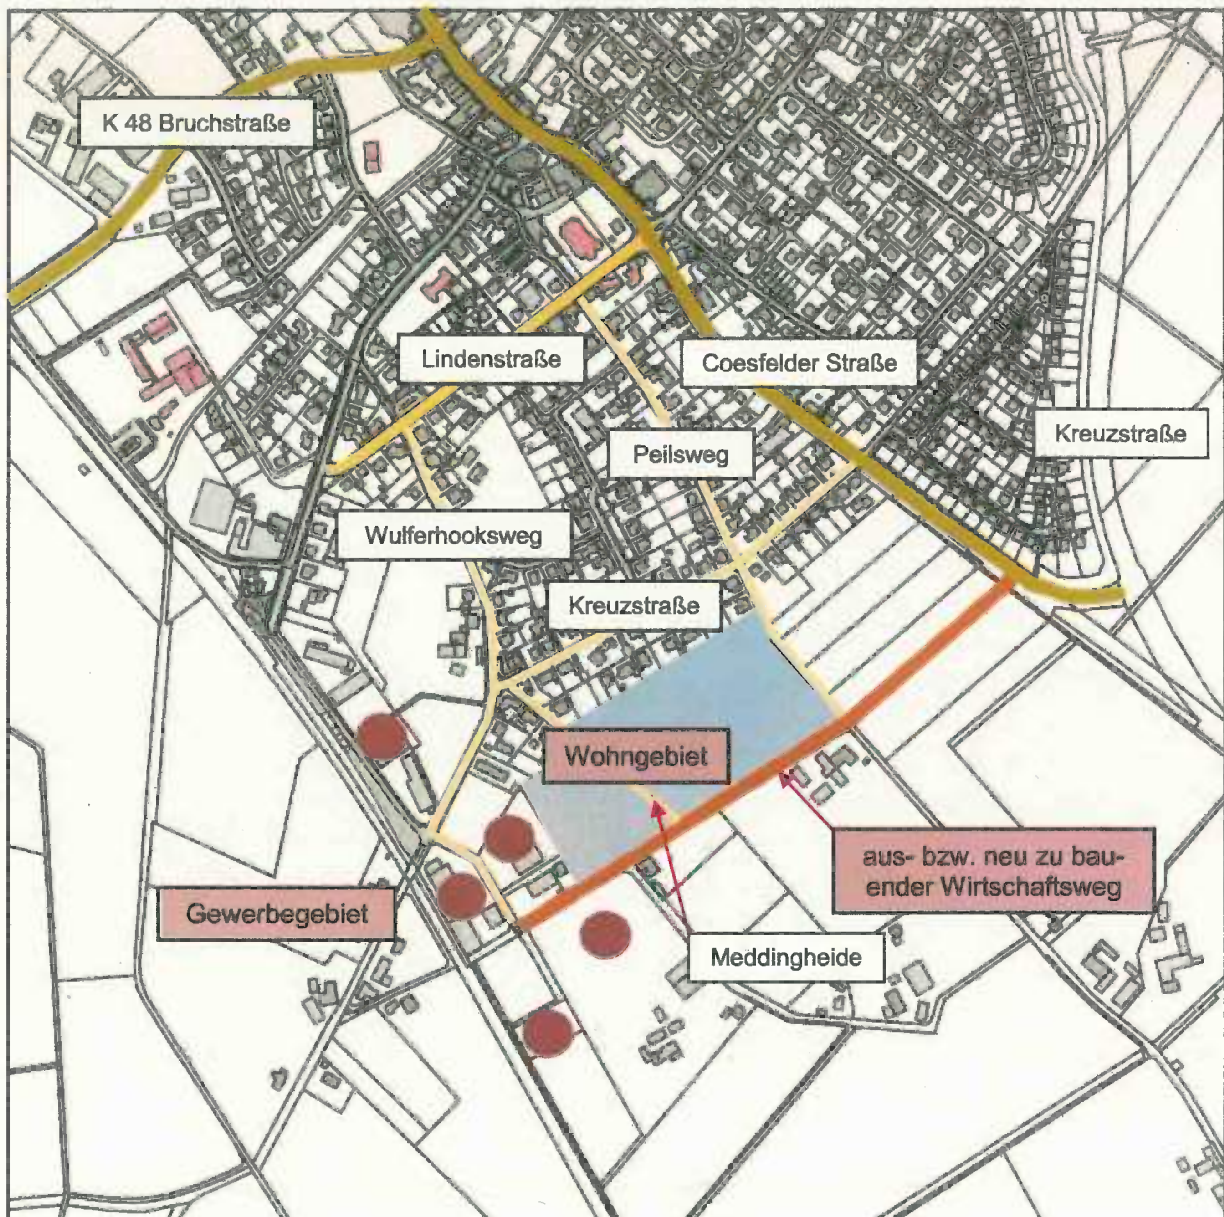 K 48 Bruchstraße
Lindenstraße
Coesfelder Straße
Kreuzstraße
Peilsweg
Wulferhooksweg
Kreuzstraße
Wohngebiet
aus- bzw. neu zu bau-
ender Wirtschaftsweg
Gewerbegebiet
Meddingheide